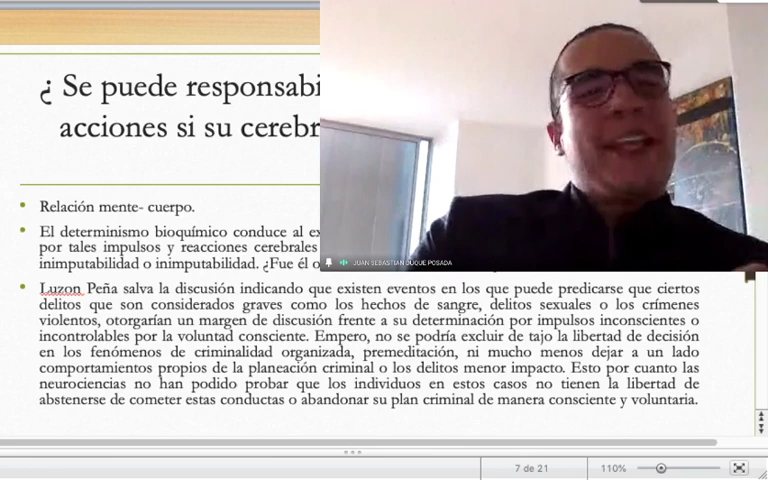 ¿ Se puede responsabi
acciones si su cerebr
Relación mente- cuerpo.
El determinismo bioquímico conduce al ex
por tales impulsos y reacciones cerebrales
inimputabilidad o inimputabilidad. ¿Fue él o
Luzon Peña salva la discusión indicando que existen eventos en los que puede predicarse que ciertos
delitos que son considerados graves como los hechos de sangre, delitos sexuales o los crímenes
violentos, otorgarían un margen de discusión frente a su determinación por impulsos inconscientes o
incontrolables por la voluntad consciente. Empero, no se podría excluir de tajo la libertad de decisión
en los fenómenos de criminalidad organizada, premeditación, ni mucho menos dejar a un lado
comportamientos propios de la planeación criminal o los delitos menor impacto. Esto por cuanto las
neurociencias no han podido probar que los individuos en estos casos no tienen la libertad de
abstenerse de cometer estas conductas o abandonar su plan criminal de manera consciente y voluntaria.
JUAN SEBASTIAN DUQUE POSADA
7 de 21
110%